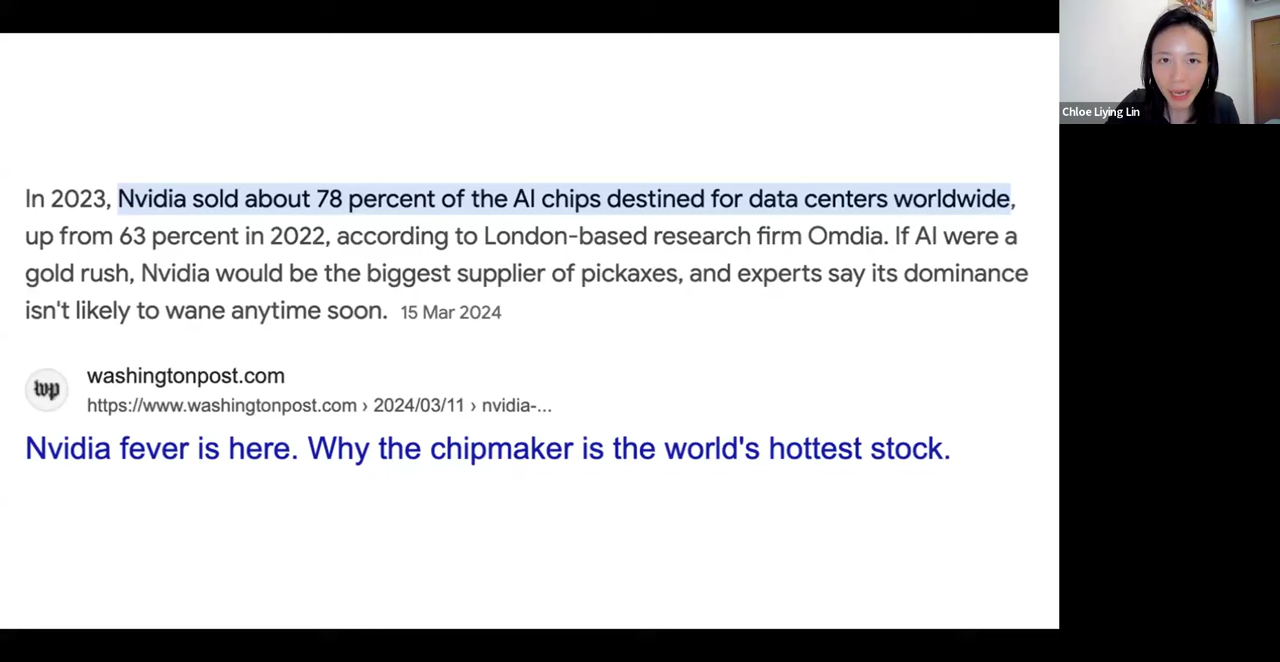 In 2023, Nvidia sold about 78 percent of the AI chips destined for data centers worldwide,
up from 63 percent in 2022, according to London-based research firm Omdia. If AI were a
gold rush, Nvidia would be the biggest supplier of pickaxes, and experts say its dominance
isn't likely to wane anytime soon. 15 Mar 2024
wp
washingtonpost.com
https://www.washingtonpost.com › 2024/03/11 › nvidia-...
Nvidia fever is here. Why the chipmaker is the world's hottest stock.
Chloe Liying Lin